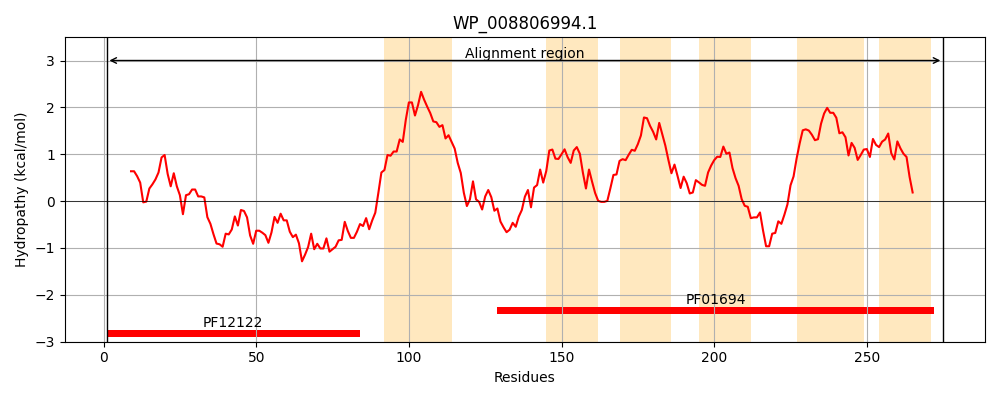 WP_008806994.1
Alignment region
3
2
1
0
−1
−2
−3
Hydropathy (kcal/mol)
PF01694
PF12122
0 50 100 150 200 250
Residues